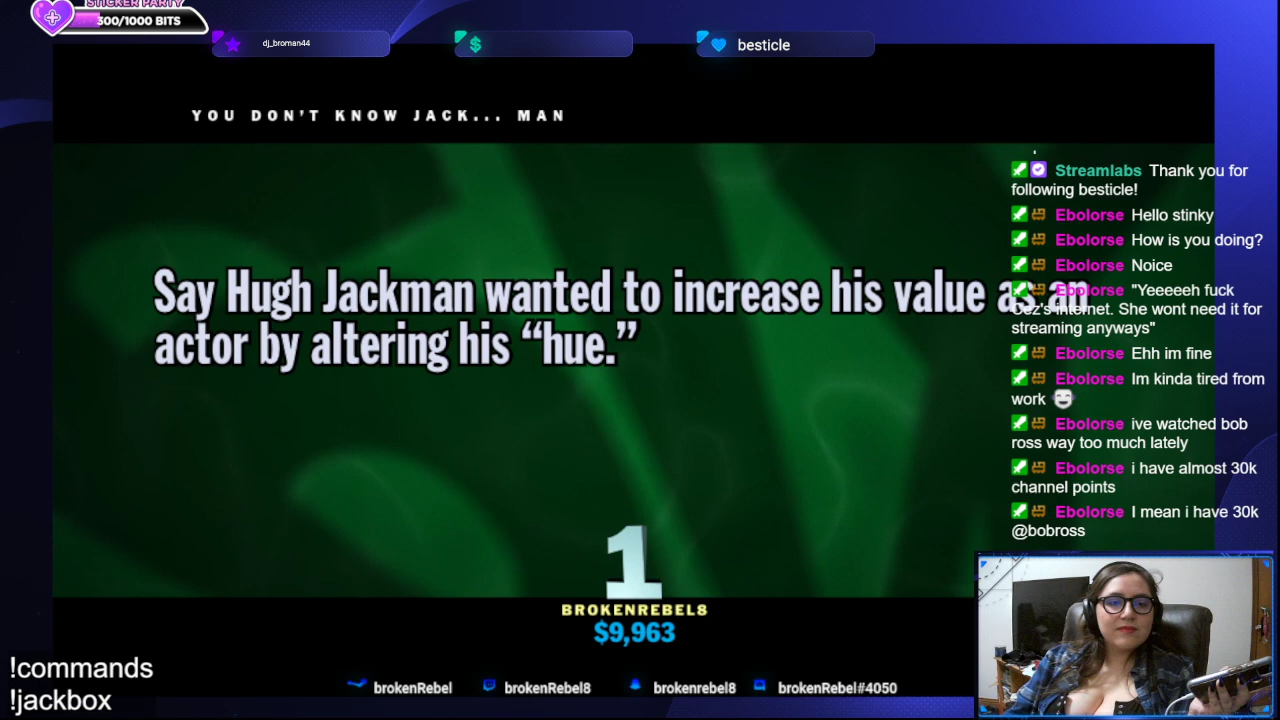 STICKER PARTY
300/1000 BITS
dj_broman44
besticle
YOU DON'T KNOW JACK... MAN
Say Hugh Jackman wanted to increase his value as an
actor by altering his “hue.”
Streamlabs Thank you for
following besticle!
Ebolorse Hello stinky
Ebolorse How is you doing?
Ebolorse Noice
Ebolorse "Yeeeeeh fuck
Cez's internet. She wont need it for
streaming anyways"
Ebolorse Ehh im fine
Ebolorse Im kinda tired from
work
Ebolorse ive watched bob
ross way too much lately
Ebolorse i have almost 30k
channel points
Ebolorse I mean i have 30k
@bobross
1
BROKENREBEL8
$9,963
!commands
!jackbox
brokenRebel
brokenRebel8
brokenrebel8
brokenRebel#4050